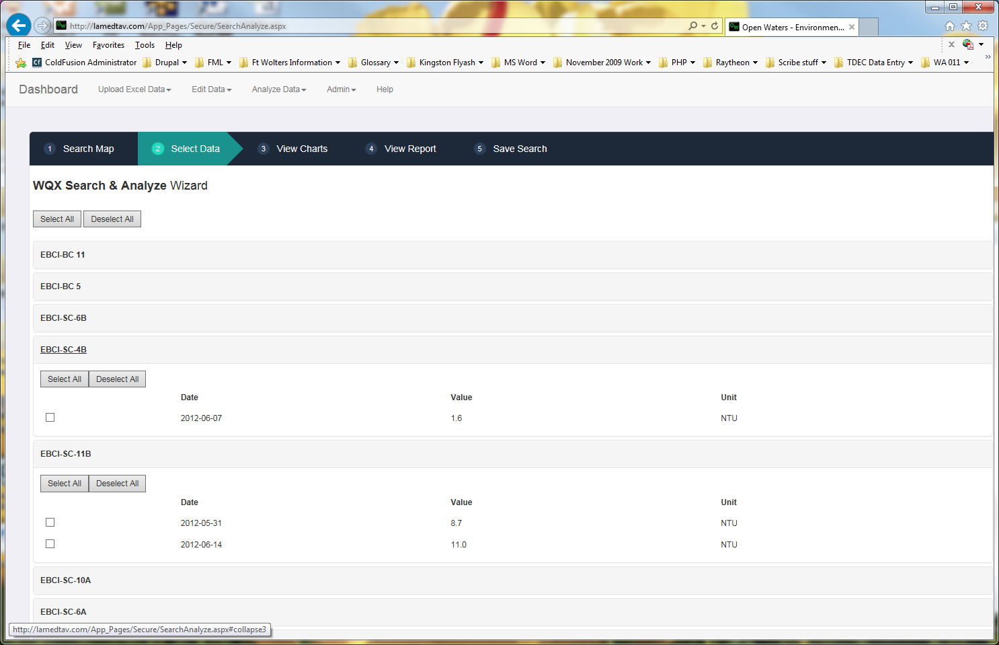 http://lamedtav.com/App_Pages/Secure/SearchAnalyze.aspx
Open Waters - Environmen...
File Edit View Favorites Tools Help
ColdFusion Administrator Drupal FML Ft Wolters Information Glossary Kingston Flyash MS Word November 2009 Work PHP Raytheon Scribe stuff TDEC Data Entry WA 011
Dashboard Upload Excel Data Edit Data Analyze Data Admin Help
1 Search Map 2 Select Data 3 View Charts 4 View Report 5 Save Search
WQX Search & Analyze Wizard
Select All Deselect All
EBCI-BC 11
EBCI-BC 5
EBCI-SC-6B
EBCI-SC-4B
Select All Deselect All
Date Value Unit
2012-06-07 1.6 NTU
EBCI-SC-11B
Select All Deselect All
Date Value Unit
2012-05-31 8.7 NTU
2012-06-14 11.0 NTU
EBCI-SC-10A
EBCI-SC-6A
http://lamedtav.com/App_Pages/Secure/SearchAnalyze.aspx#collapse3